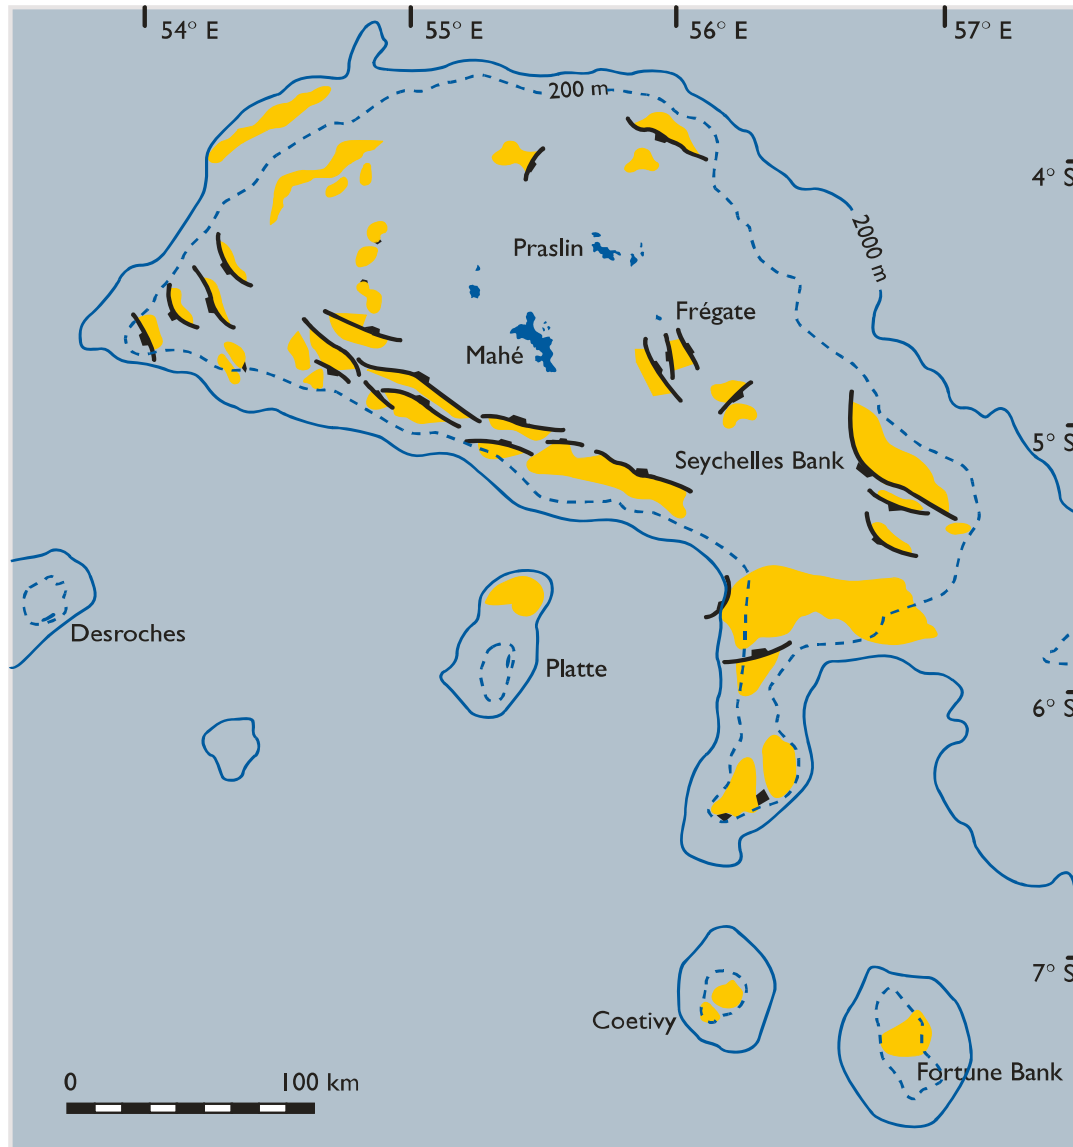 54° E
55° E
56° E
57° E
200 m
4° S
Praslin
2000 m
Frégate
Mahé
5° S
Seychelles Bank
Desroches
Platte
6° S
7° S
Coetivy
Fortune Bank
0
100 km